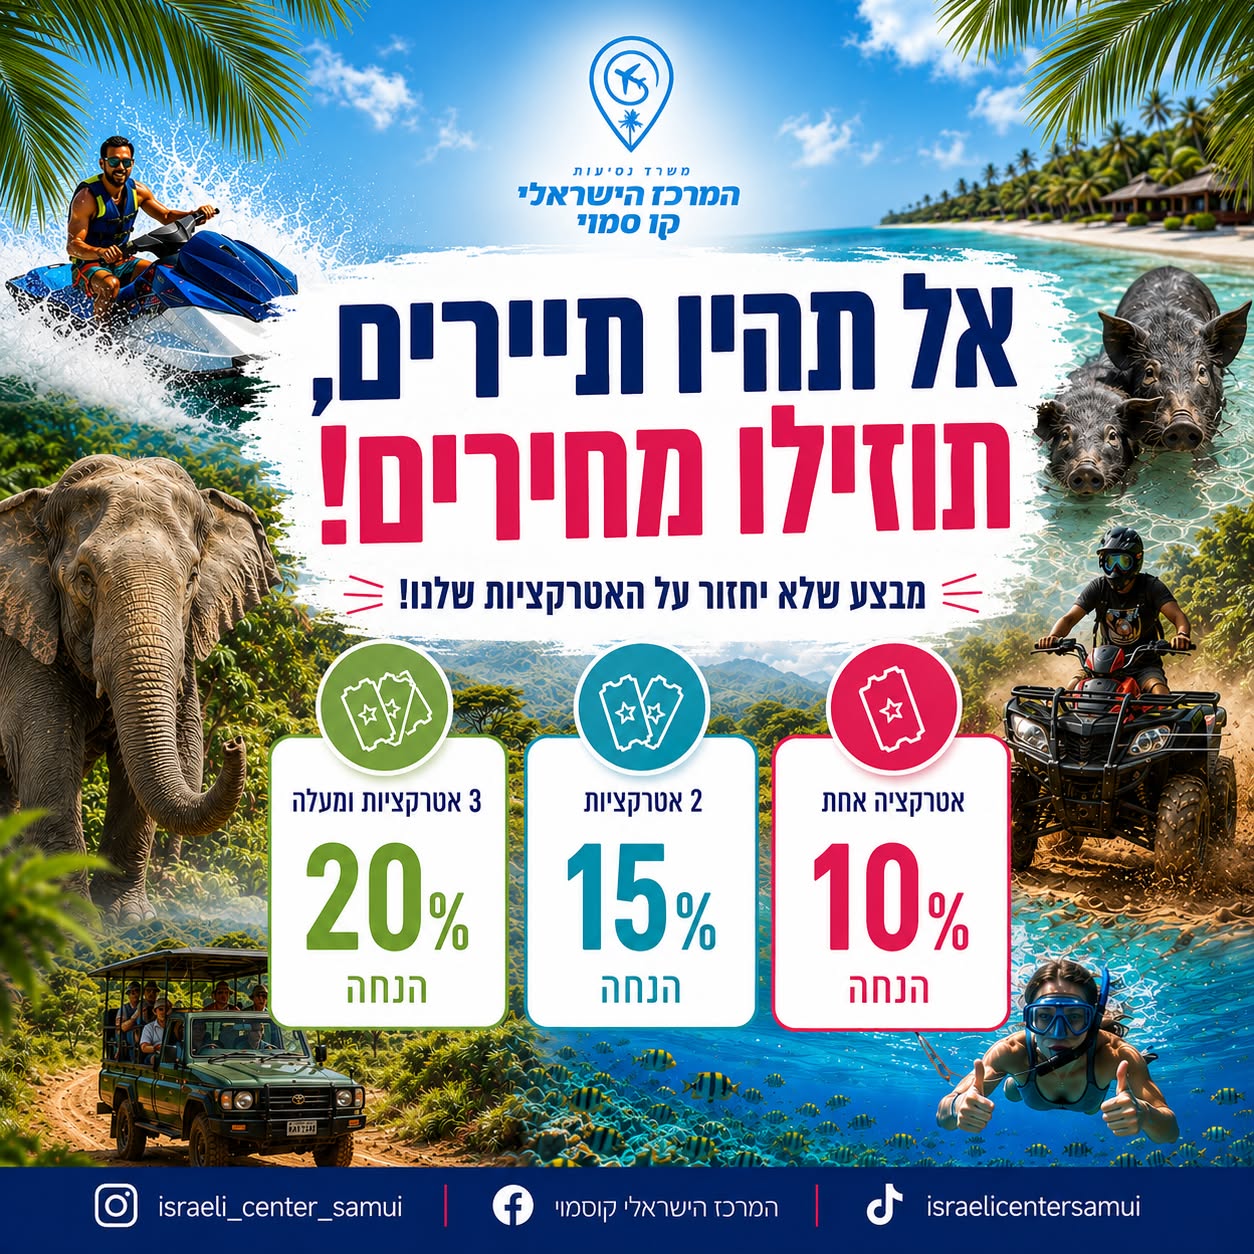 משרד נסיעות
המרכז הישראלי
קו סמוי
אל תהיו תיירים,
תוזילו מחירים!
מבצע שלא יחזור על האטרקציות שלנו!
אטרקציה אחת
10%
הנחה
2 אטרקציות
15%
הנחה
3 אטרקציות ומעלה
20%
הנחה
israeli_center_samui
המרכז הישראלי קוסמוי
israelicentersamui